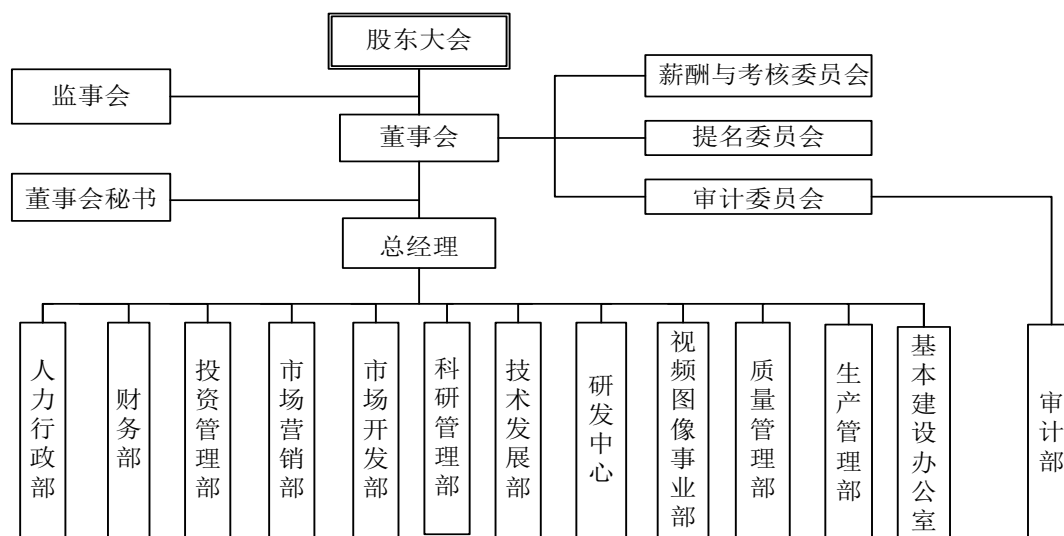 股东大会
监事会
薪酬与考核委员会
董事会
提名委员会
董事会秘书
审计委员会
总经理
人力行政部
财务部
投资管理部
市场营销部
市场开发部
科研管理部
技术发展部
研发中心
视频图像事业部
质量管理部
生产管理部
基本建设办公室
审计部